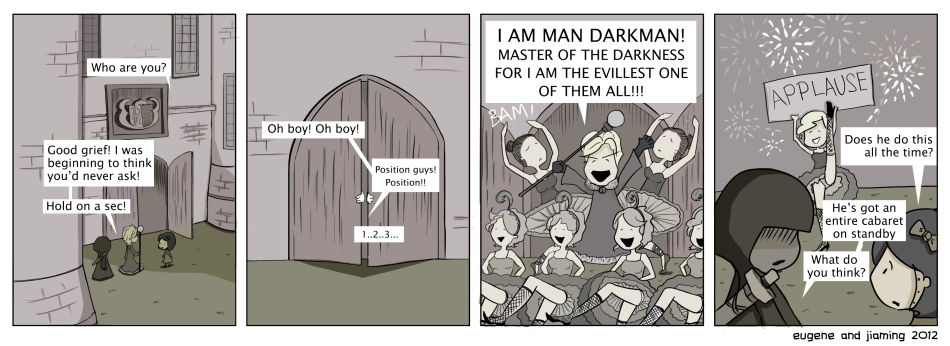 Who are you?
Good grief! I was
beginning to think
you'd never ask!
Hold on a sec!
Oh boy! Oh boy!
Position guys!
Position!!
1..2..3...
I AM MAN DARKMAN!
MASTER OF THE DARKNESS
FOR I AM THE EVILLEST ONE
OF THEM ALL!!!
BAM!
APPLAUSE
Does he do this
all the time?
He's got an
entire cabaret
on standby
What do
you think?
eugene and jiaming 2012